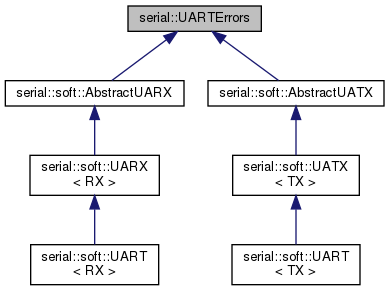 serial::UARTErrors
serial::soft::AbstractUARX
serial::soft::AbstractUATX
serial::soft::UARX
< RX >
serial::soft::UATX
< TX >
serial::soft::UART
< RX >
serial::soft::UART
< TX >